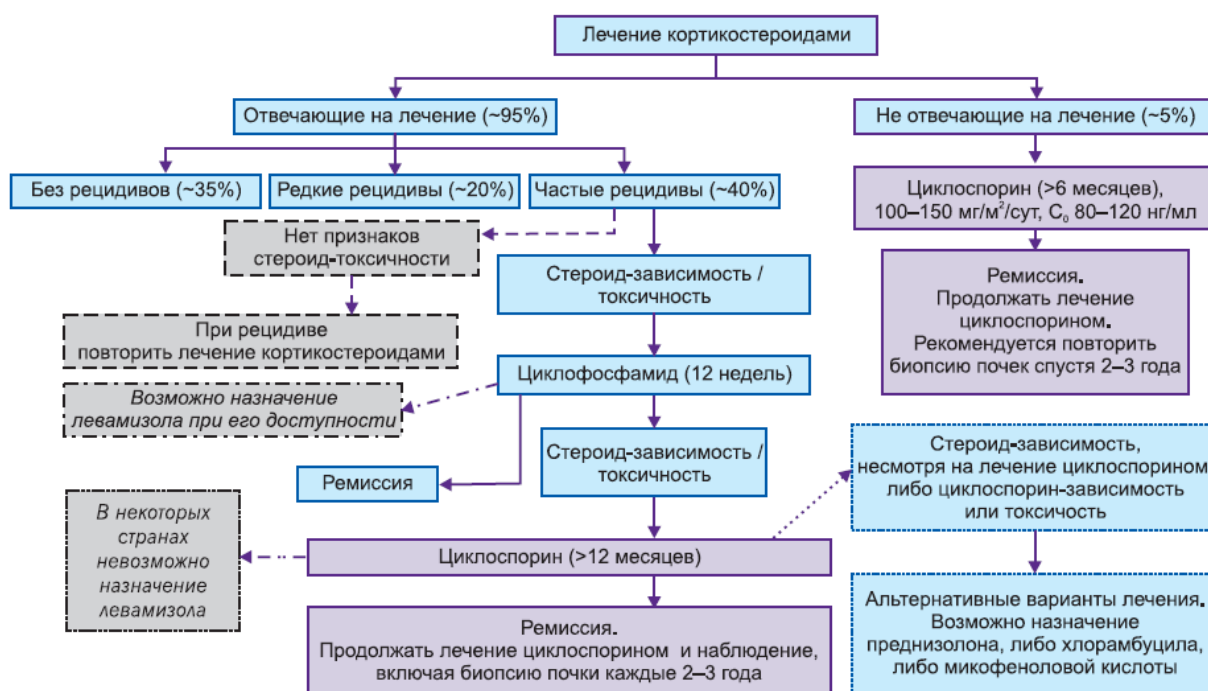 Лечение кортикостероидами
Отвечающие на лечение (~95%)
Не отвечающие на лечение (~5%)
Без рецидивов (~35%)
Редкие рецидивы (~20%)
Частые рецидивы (~40%)
Циклоспорин (>6 месяцев),
100–150 мг/м²/сут, C₀ 80–120 нг/мл
Нет признаков
стероид-токсичности
Стероид-зависимость /
токсичность
Ремиссия.
Продолжать лечение
циклоспорином.
Рекомендуется повторить
биопсию почек спустя 2–3 года
При рецидиве
повторить лечение кортикостероидами
Циклофосфамид (12 недель)
Возможно назначение
левамизола при его доступности
Стероид-зависимость /
токсичность
Ремиссия
Стероид-зависимость,
несмотря на лечение циклоспорином
либо циклоспорин-зависимость
или токсичость
В некоторых
странах
невозможно
назначение
левамизола
Циклоспорин (>12 месяцев)
Ремиссия.
Продолжать лечение циклоспорином и наблюдение,
включая биопсию почки каждые 2–3 года
Альтернативные варианты лечения.
Возможно назначение
преднизолона, либо хлорамбуцила,
либо микофеноловой кислоты